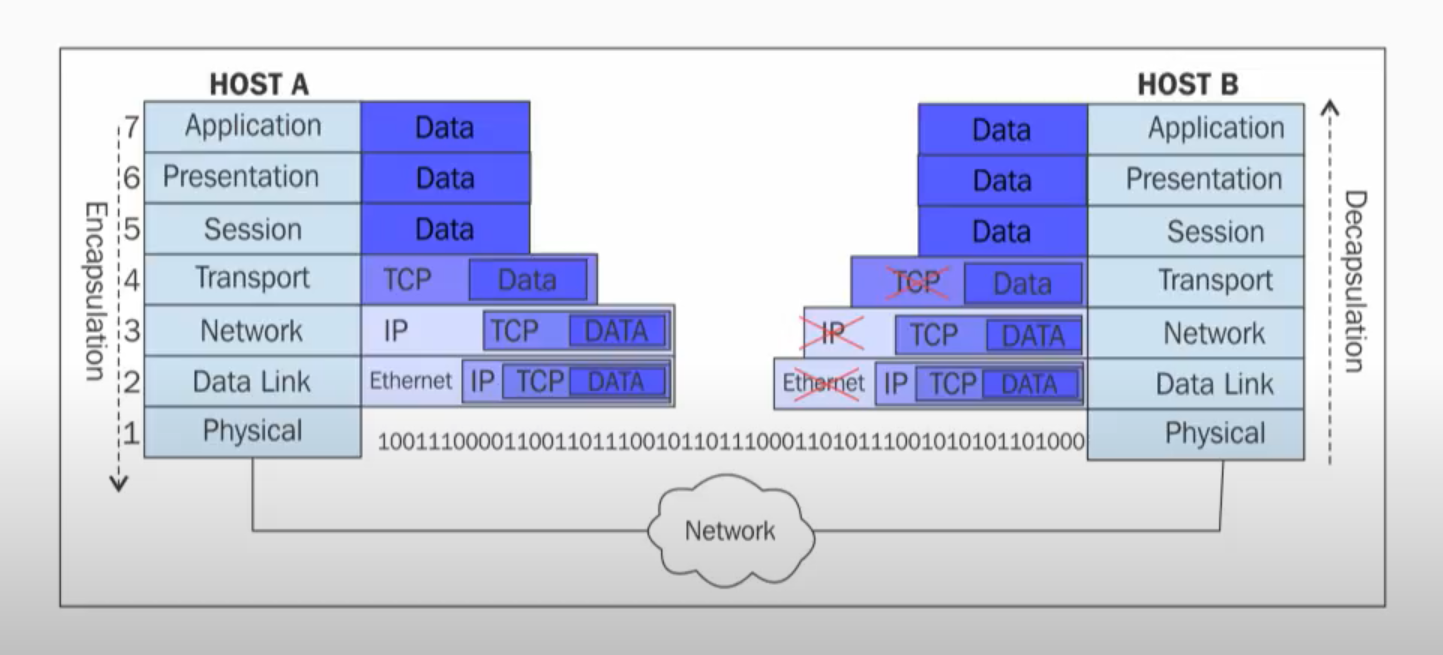 HOST A
HOST B
7 Application Data
Data Application
6 Presentation Data
Data Presentation
5 Session Data
Data Session
4 Transport TCP Data
TCP Data Transport
3 Network IP TCP DATA
IP TCP DATA Network
2 Data Link Ethernet IP TCP DATA
Ethernet IP TCP DATA Data Link
1 Physical
Physical
Encapsulation
Decapsulation
Network